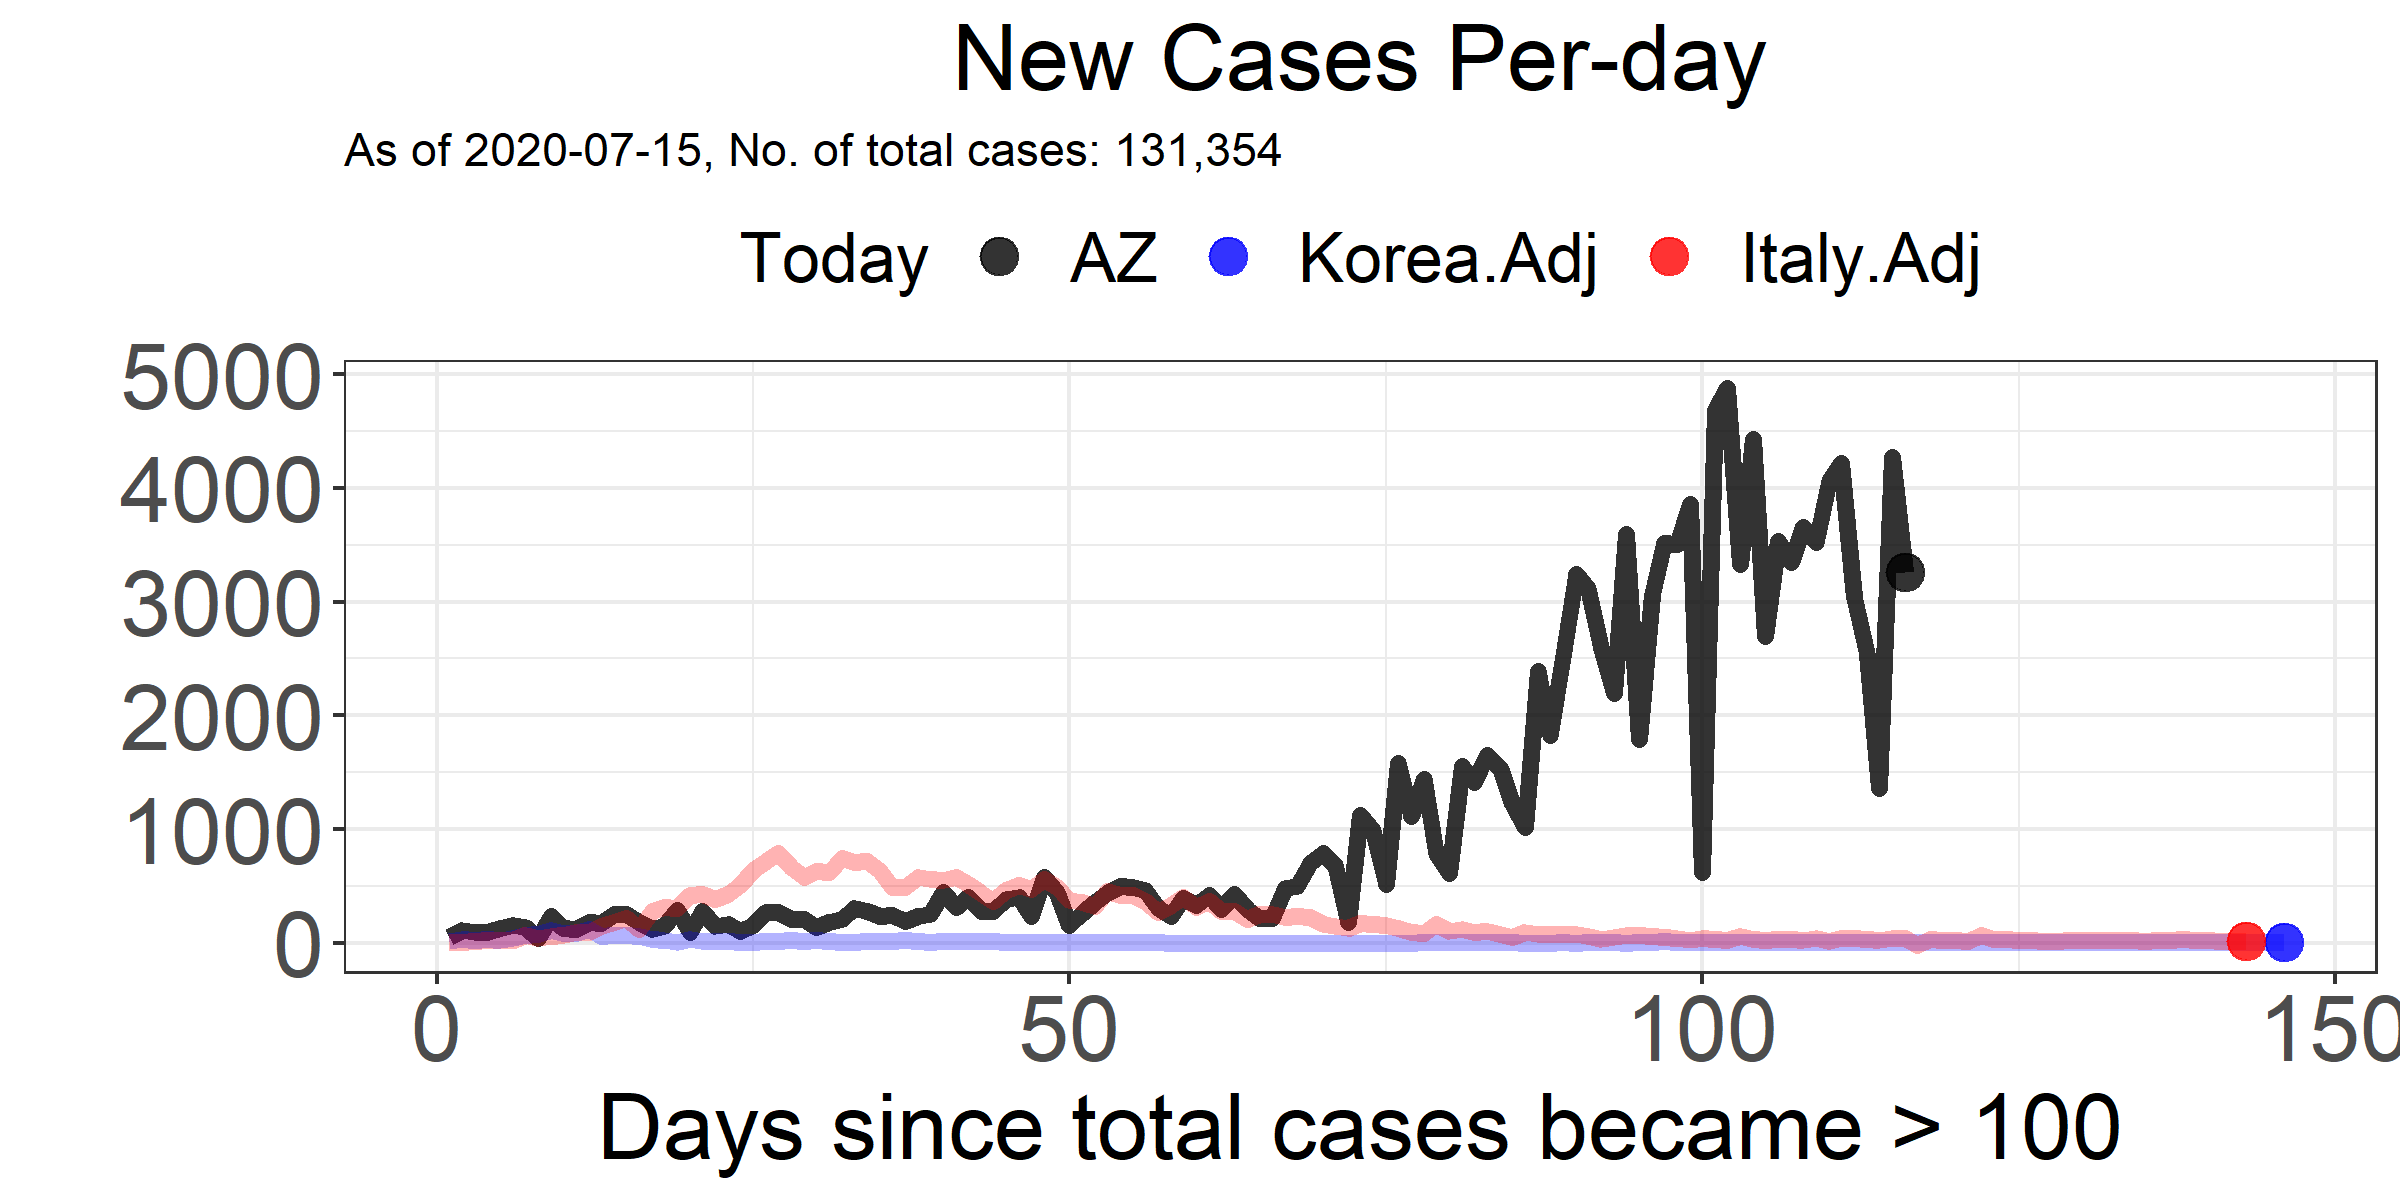 New Cases Per-day
As of 2020-07-15, No. of total cases: 131,354
Today AZ Korea.Adj Italy.Adj
5000
4000
3000
2000
1000
0
0 50 100 150
Days since total cases became > 100